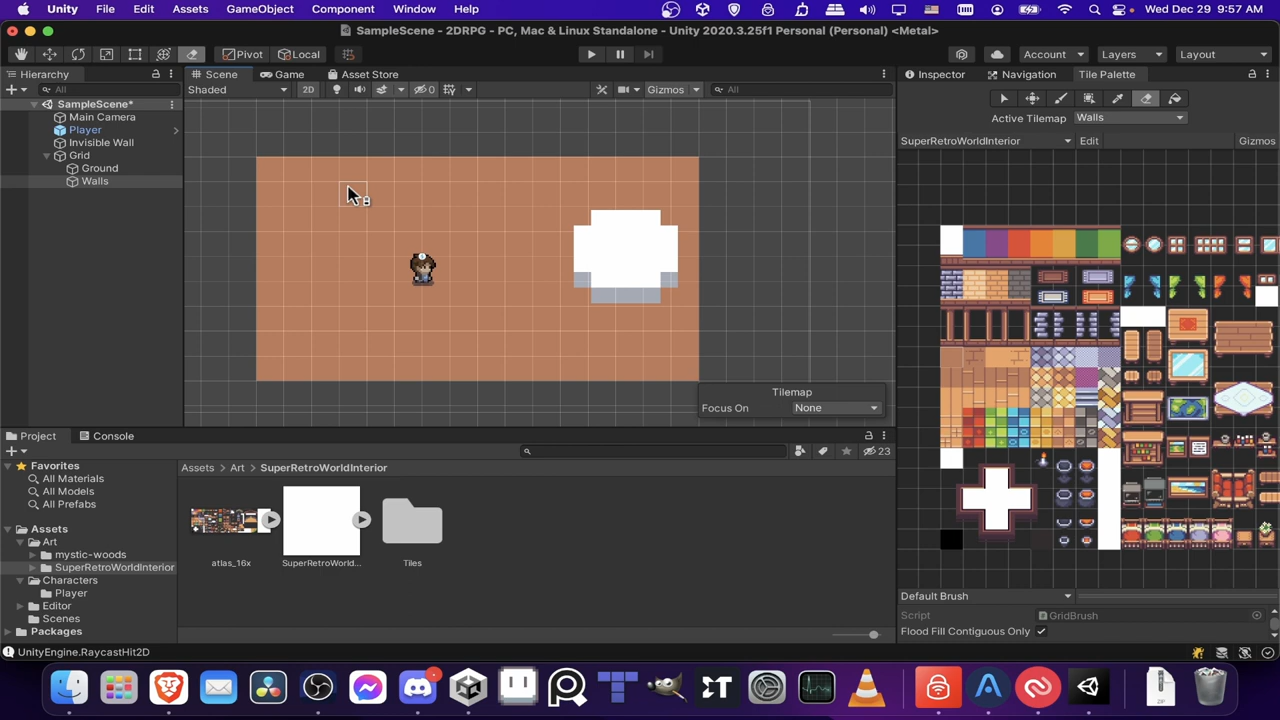 Unity File Edit Assets GameObject Component Window Help Wed Dec 29 9:57 AM
SampleScene - 2DRPG - PC, Mac & Linux Standalone - Unity 2020.3.25f1 Personal (Personal) <Metal>
Pivot Local Account Layers Layout
Hierarchy Scene Game Asset Store Inspector Navigation Tile Palette
All Shaded 2D 0 Gizmos All
SampleScene*
Main Camera
Player
Invisible Wall
Grid
Ground
Walls
Active Tilemap Walls
SuperRetroWorldInterior Edit Gizmos
Tilemap
Focus On None
Project Console
23
Favorites
All Materials
All Models
All Prefabs
Assets
Art
mystic-woods
SuperRetroWorldInterior
Characters
Player
Editor
Scenes
Packages
Assets Art SuperRetroWorldInterior
atlas_16x SuperRetroWorld... Tiles
Default Brush
Script GridBrush
Flood Fill Contiguous Only
UnityEngine.RaycastHit2D
ZIP